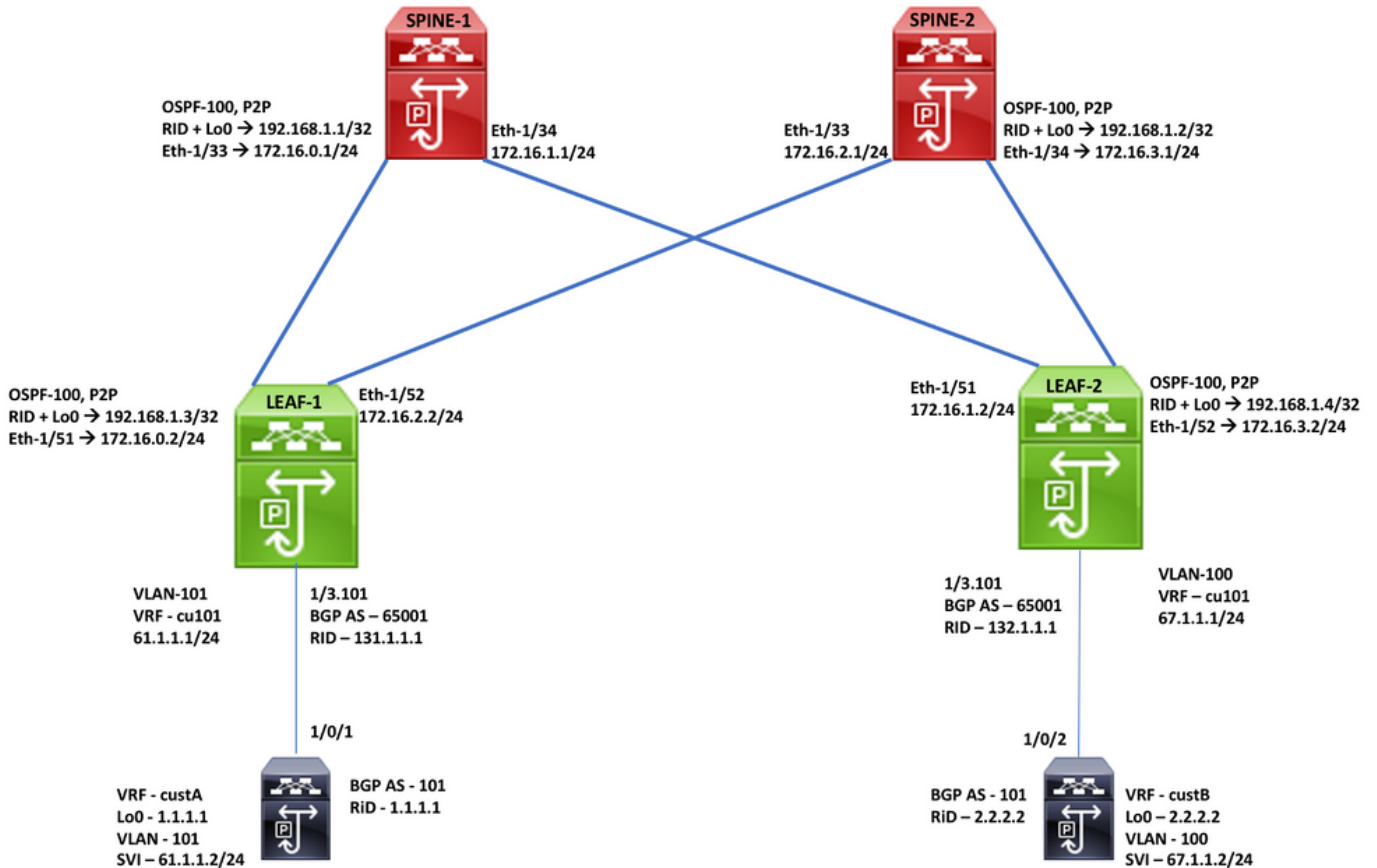 SPINE-1
SPINE-2
OSPF-100, P2P
RID + Lo0 → 192.168.1.1/32
Eth-1/33 → 172.16.0.1/24
Eth-1/34
172.16.1.1/24
Eth-1/33
172.16.2.1/24
OSPF-100, P2P
RID + Lo0 → 192.168.1.2/32
Eth-1/34 → 172.16.3.1/24
P
P
OSPF-100, P2P
RID + Lo0 → 192.168.1.3/32
Eth-1/51 → 172.16.0.2/24
LEAF-1
Eth-1/52
172.16.2.2/24
Eth-1/51
172.16.1.2/24
LEAF-2
OSPF-100, P2P
RID + Lo0 → 192.168.1.4/32
Eth-1/52 → 172.16.3.2/24
P
P
VLAN-101
VRF - cu101
61.1.1.1/24
1/3.101
BGP AS – 65001
RID – 131.1.1.1
1/3.101
BGP AS – 65001
RID – 132.1.1.1
VLAN-100
VRF – cu101
67.1.1.1/24
1/0/1
1/0/2
VRF - custA
Lo0 - 1.1.1.1
VLAN - 101
SVI – 61.1.1.2/24
P
BGP AS - 101
RiD - 1.1.1.1
BGP AS - 101
RiD - 2.2.2.2
P
VRF - custB
Lo0 – 2.2.2.2
VLAN - 100
SVI – 67.1.1.2/24